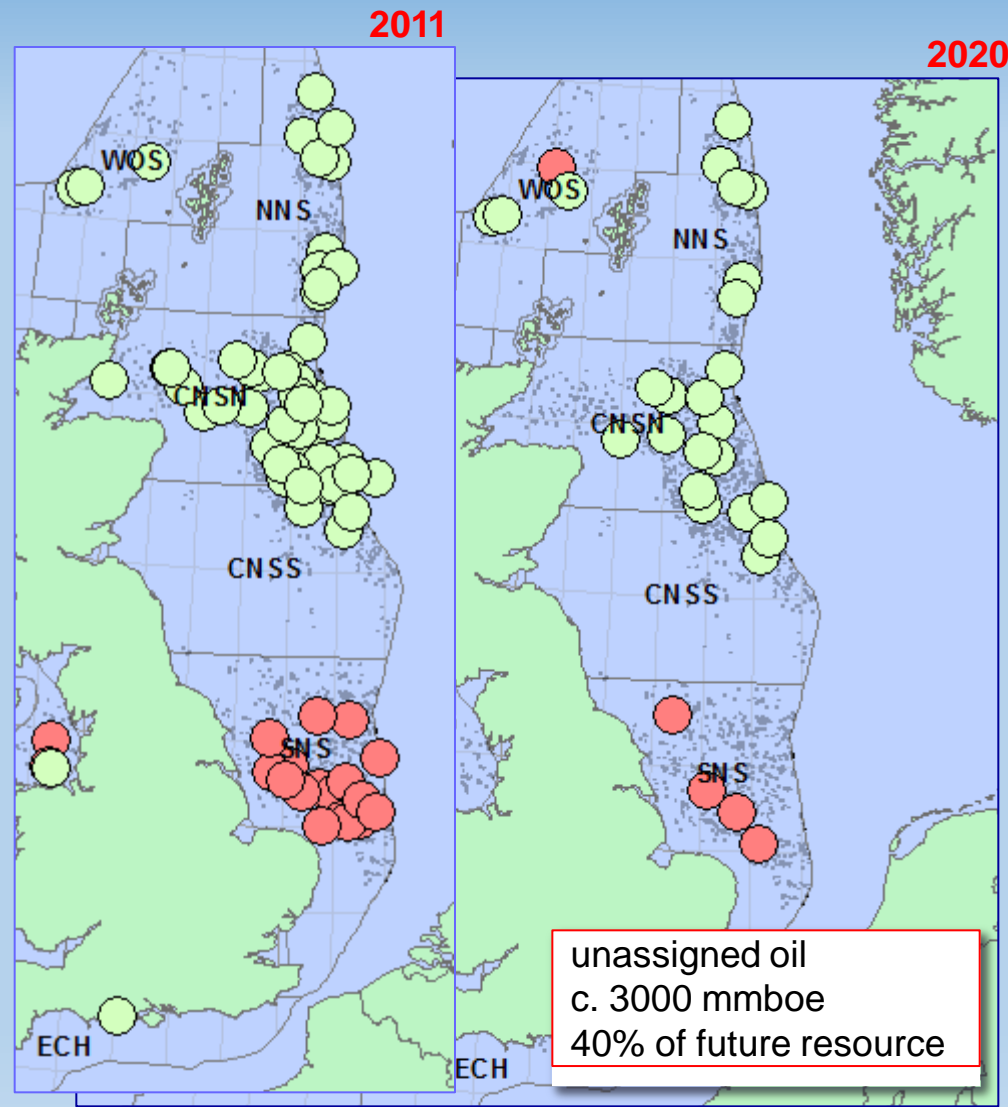 2011
2020
WOS
NNS
CNSN
CNSS
SNS
ECH
WOS
NNS
CNSN
CNSS
SNS
ECH
unassigned oil
c. 3000 mmboe
40% of future resource